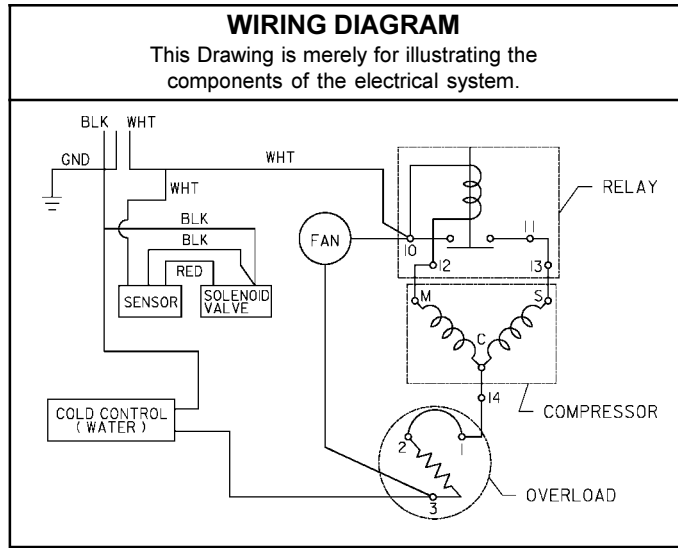 WIRING DIAGRAM
This Drawing is merely for illustrating the
components of the electrical system.
BLK WHT
GND
WHT
WHT
BLK
BLK
RED
SENSOR
SOLENOID
VALVE
FAN
RELAY
10
11
12
13
M
S
C
14
COMPRESSOR
COLD CONTROL
( WATER )
2
1
3
OVERLOAD